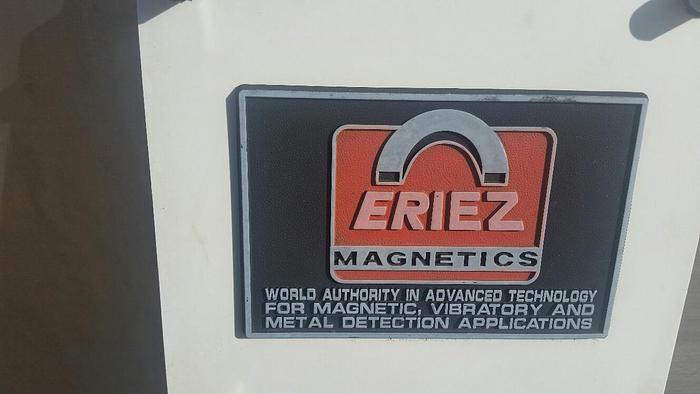 ERIEZ
MAGNETICS
WORLD AUTHORITY IN ADVANCED TECHNOLOGY
FOR MAGNETIC, VIBRATORY AND
METAL DETECTION APPLICATIONS